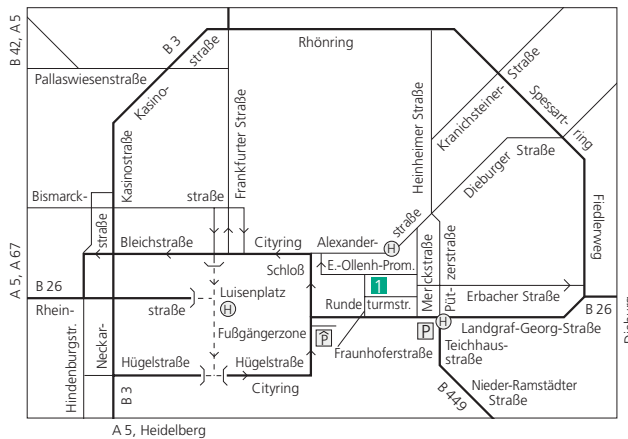 B 42, A 5
B 3
Rhönring
straße
Kasino-
Pallaswiesenstraße
Kasinostraße
Frankfurter Straße
Heinheimer Straße
Kranichsteiner-
Straße
Spessart-
ring
Dieburger
Straße
straße
Fiedlerweg
Bismarck-
straße
straße
Bleichstraße
Cityring
Alexander-
H
Schloß
E.-Ollenh-Prom.
A 5, A 67
B 26
Rhein-
straße
Luisenplatz
H
1
Runde
turmstr.
Merckstraße
Püt-
zerstraße
Erbacher Straße
B 26
Fußgängerzone
P
P
H
Landgraf-Georg-Straße
Fraunhoferstraße
Teichhaus-
straße
Hindenburgstr.
Neckar-
Hügelstraße
Hügelstraße
Cityring
B 3
B 449
Nieder-Ramstädter
Straße
A 5, Heidelberg